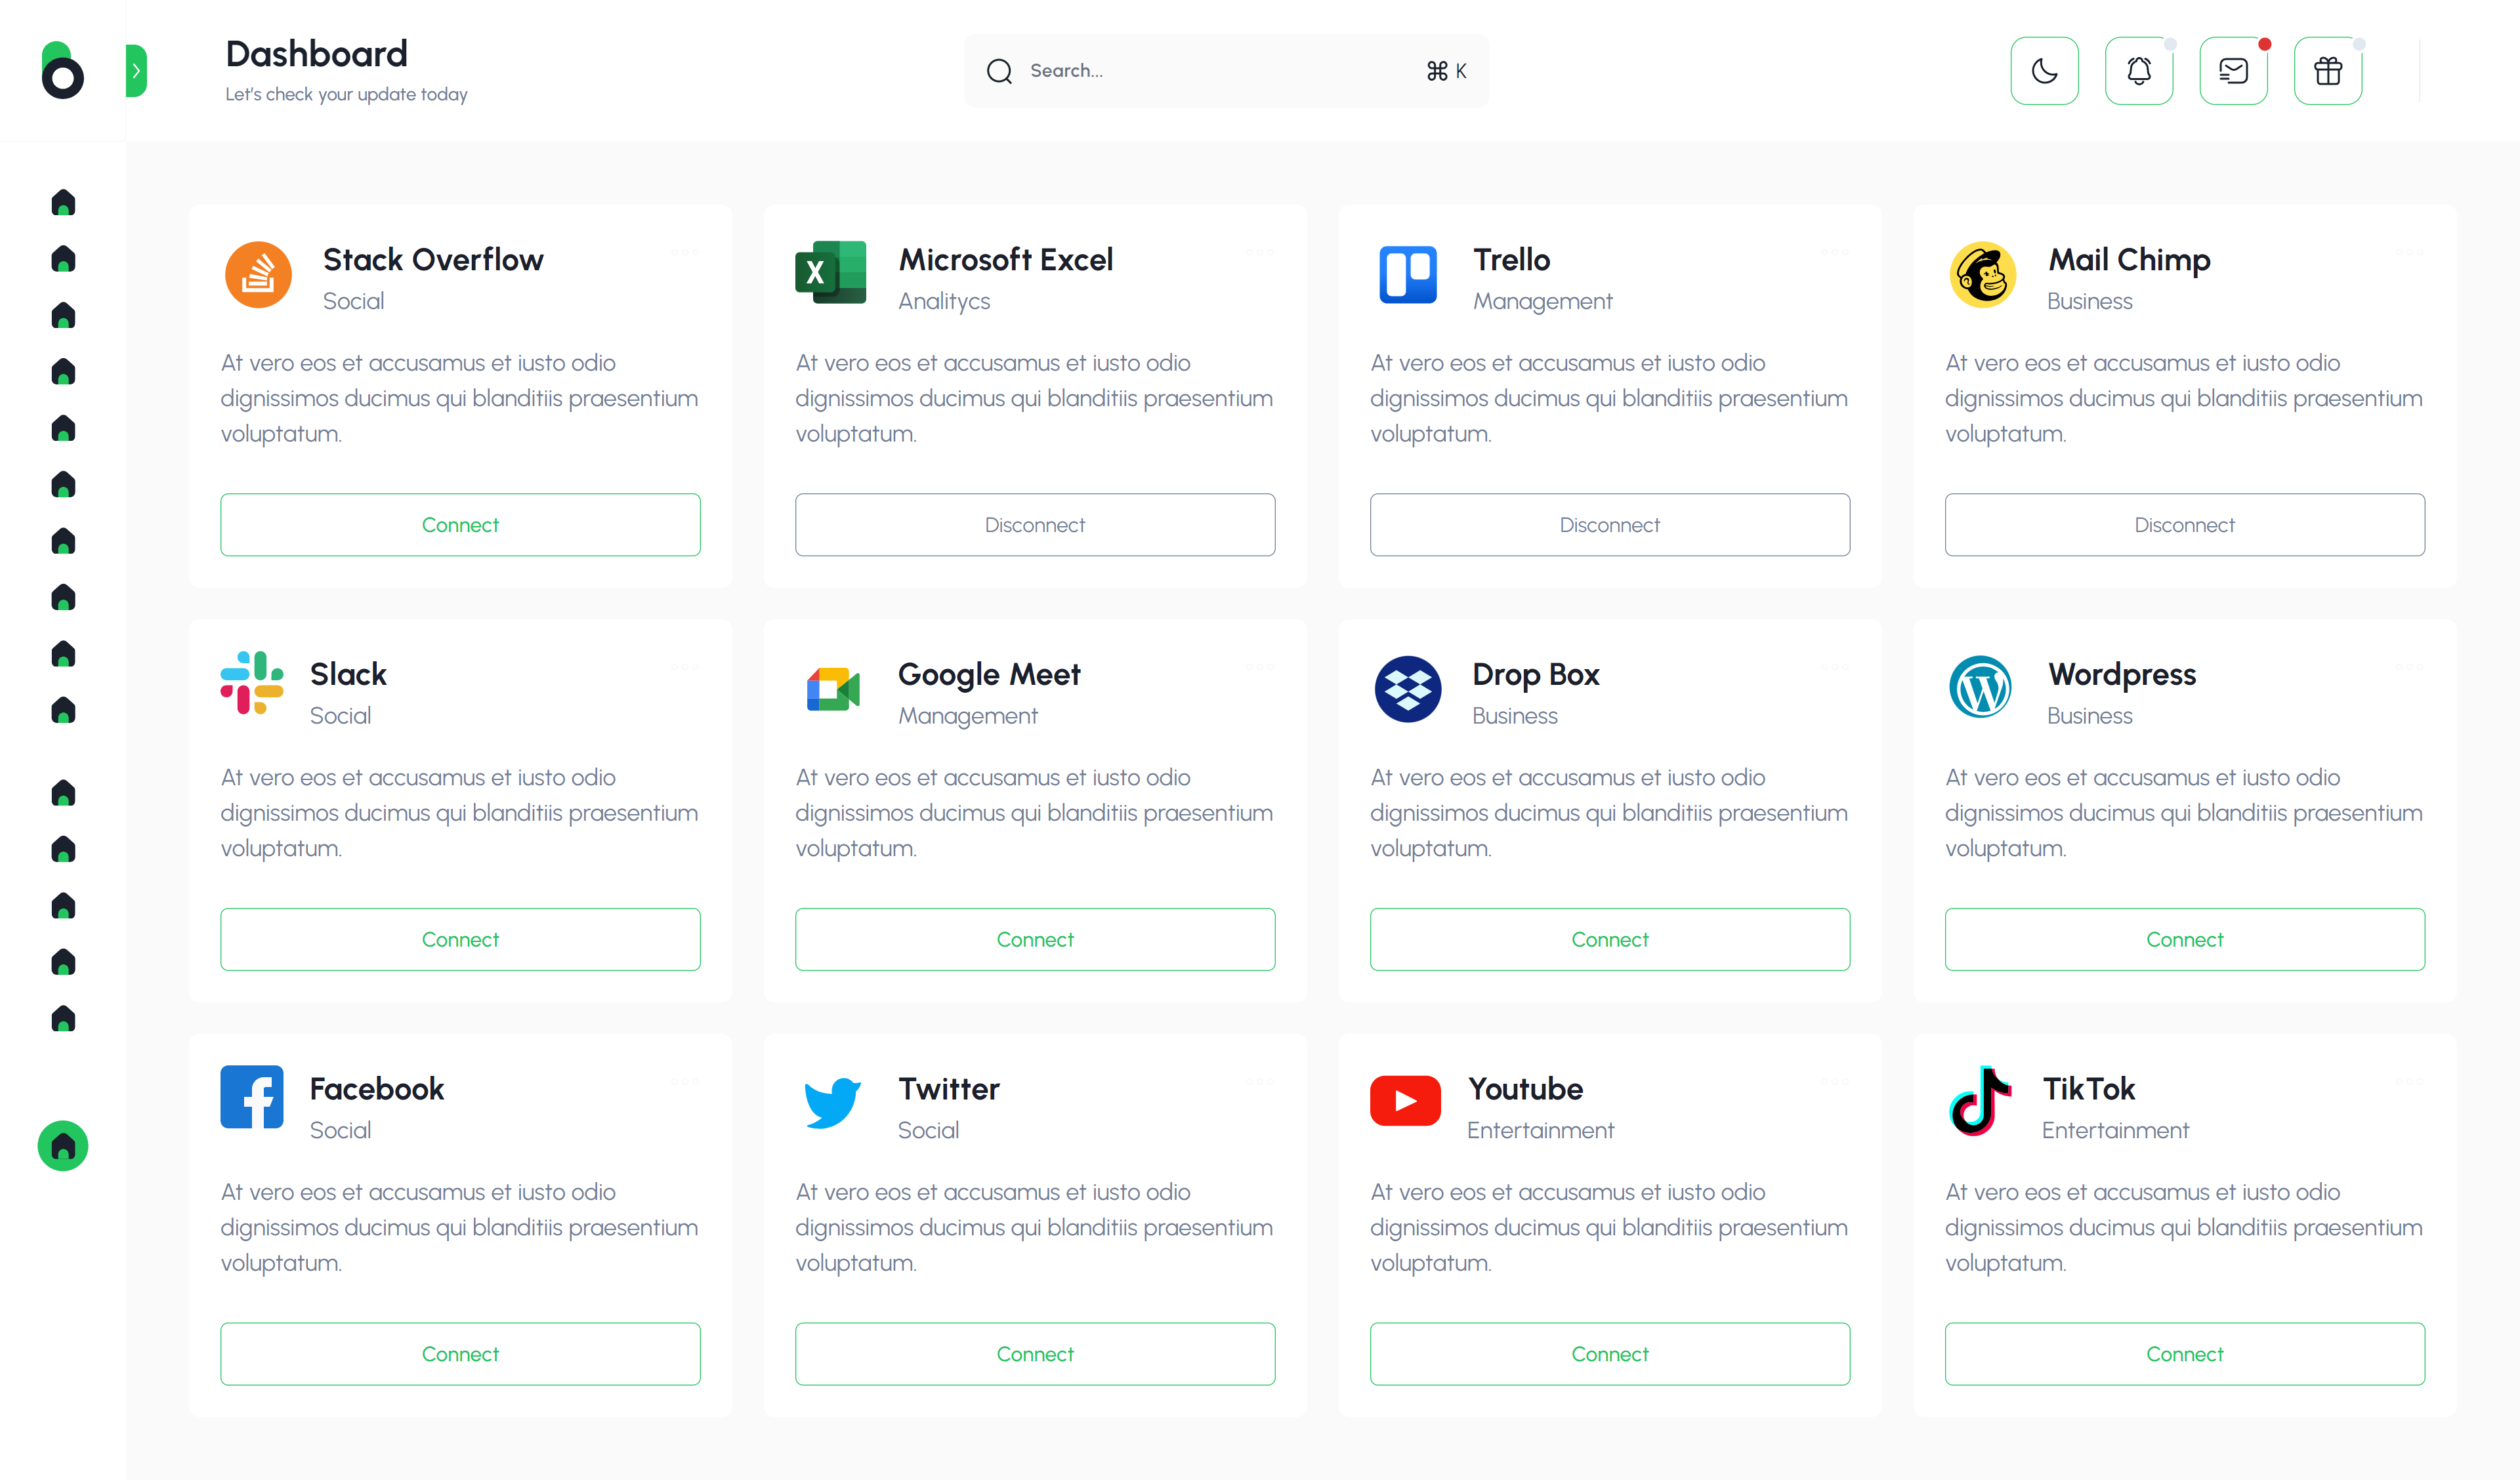 Dashboard
Let's check your update today
Search...
⌘ K
Stack Overflow
Social
At vero eos et accusamus et iusto odio
dignissimos ducimus qui blanditiis praesentium
voluptatum.
Connect
Microsoft Excel
Analitycs
At vero eos et accusamus et iusto odio
dignissimos ducimus qui blanditiis praesentium
voluptatum.
Disconnect
Trello
Management
At vero eos et accusamus et iusto odio
dignissimos ducimus qui blanditiis praesentium
voluptatum.
Disconnect
Mail Chimp
Business
At vero eos et accusamus et iusto odio
dignissimos ducimus qui blanditiis praesentium
voluptatum.
Disconnect
Slack
Social
At vero eos et accusamus et iusto odio
dignissimos ducimus qui blanditiis praesentium
voluptatum.
Connect
Google Meet
Management
At vero eos et accusamus et iusto odio
dignissimos ducimus qui blanditiis praesentium
voluptatum.
Connect
Drop Box
Business
At vero eos et accusamus et iusto odio
dignissimos ducimus qui blanditiis praesentium
voluptatum.
Connect
Wordpress
Business
At vero eos et accusamus et iusto odio
dignissimos ducimus qui blanditiis praesentium
voluptatum.
Connect
Facebook
Social
At vero eos et accusamus et iusto odio
dignissimos ducimus qui blanditiis praesentium
voluptatum.
Connect
Twitter
Social
At vero eos et accusamus et iusto odio
dignissimos ducimus qui blanditiis praesentium
voluptatum.
Connect
Youtube
Entertainment
At vero eos et accusamus et iusto odio
dignissimos ducimus qui blanditiis praesentium
voluptatum.
Connect
TikTok
Entertainment
At vero eos et accusamus et iusto odio
dignissimos ducimus qui blanditiis praesentium
voluptatum.
Connect